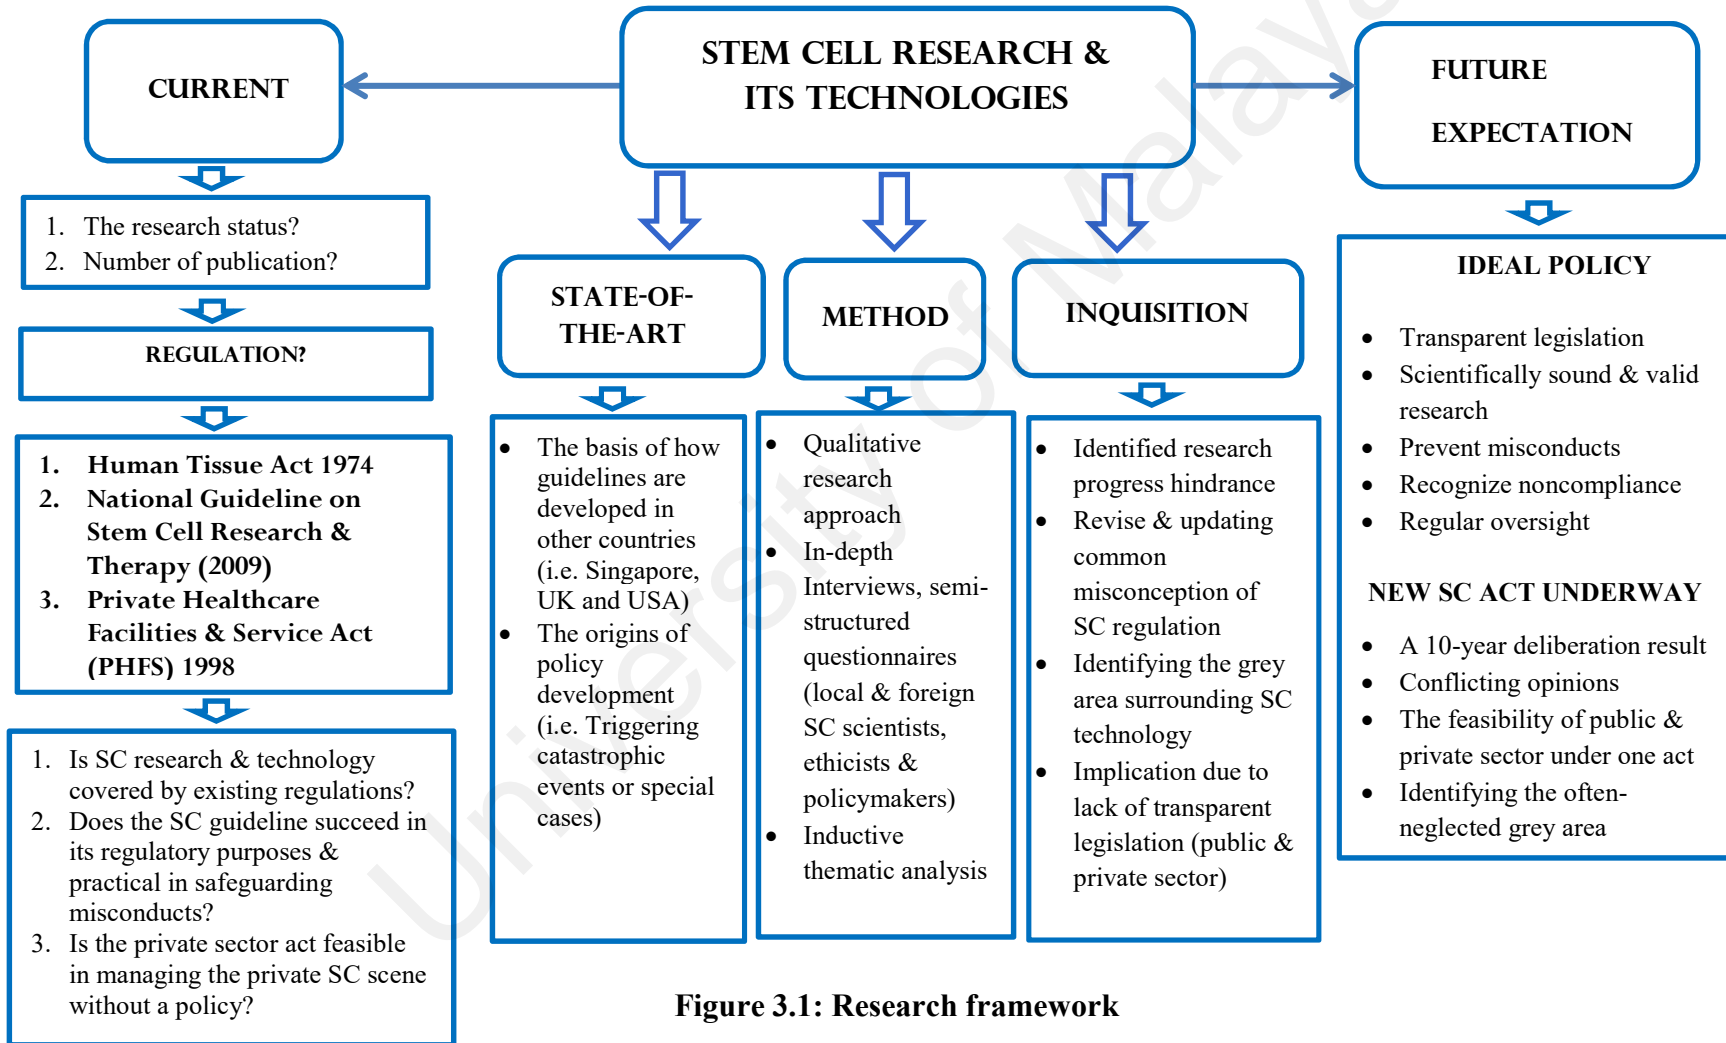 STEM CELL RESEARCH &
ITS TECHNOLOGIES
CURRENT
1. The research status?
2. Number of publication?
REGULATION?
1. Human Tissue Act 1974
2. National Guideline on
Stem Cell Research &
Therapy (2009)
3. Private Healthcare
Facilities & Service Act
(PHFS) 1998
1. Is SC research & technology
covered by existing regulations?
2. Does the SC guideline succeed in
its regulatory purposes &
practical in safeguarding
misconducts?
3. Is the private sector act feasible
in managing the private SC scene
without a policy?
STATE-OF-
THE-ART
• The basis of how
guidelines are
developed in
other countries
(i.e. Singapore,
UK and USA)
• The origins of
policy
development
(i.e. Triggering
catastrophic
events or special
cases)
METHOD
• Qualitative
research
approach
• In-depth
Interviews, semi-
structured
questionnaires
(local & foreign
SC scientists,
ethicists &
policymakers)
• Inductive
thematic analysis
INQUISITION
• Identified research
progress hindrance
• Revise & updating
common
misconception of
SC regulation
• Identifying the grey
area surrounding SC
technology
• Implication due to
lack of transparent
legislation (public &
private sector)
FUTURE
EXPECTATION
IDEAL POLICY
• Transparent legislation
• Scientifically sound & valid
research
• Prevent misconducts
• Recognize noncompliance
• Regular oversight
NEW SC ACT UNDERWAY
• A 10-year deliberation result
• Conflicting opinions
• The feasibility of public &
private sector under one act
• Identifying the often-
neglected grey area
Figure 3.1: Research framework
University of Malaya